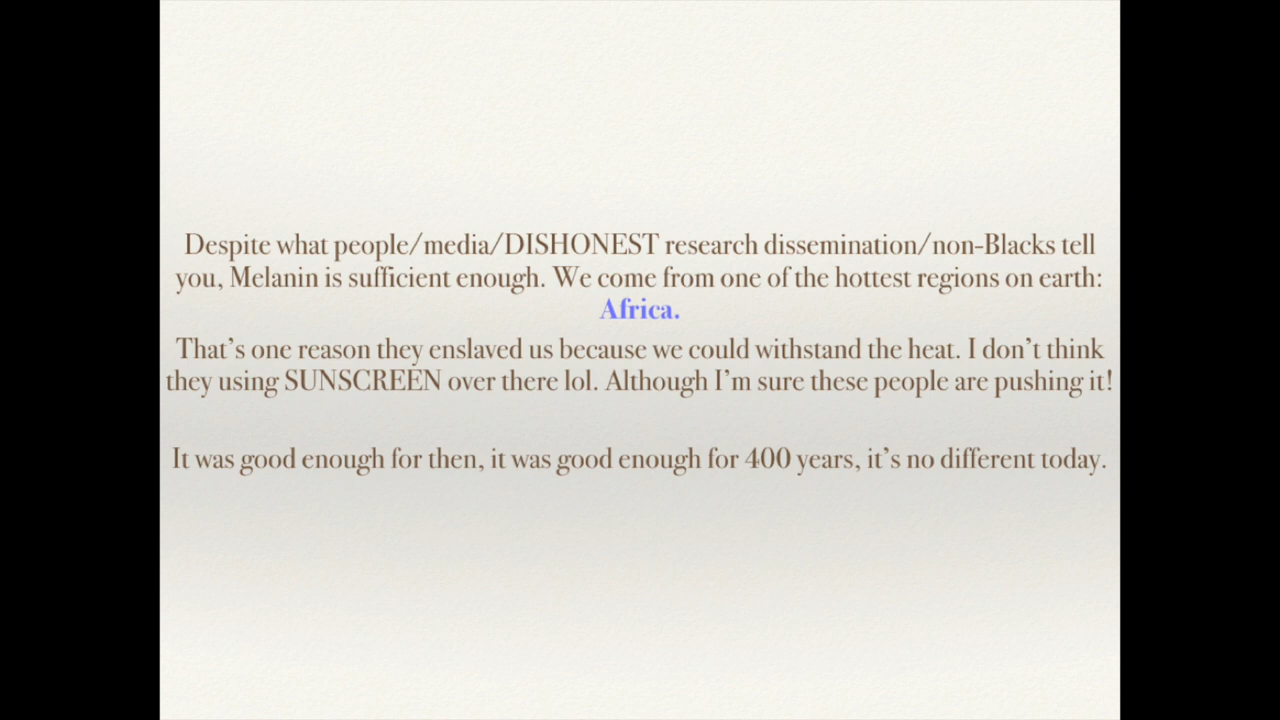 Despite what people/media/DISHONEST research dissemination/non-Blacks tell
you, Melanin is sufficient enough. We come from one of the hottest regions on earth:
Africa.
That’s one reason they enslaved us because we could withstand the heat. I don’t think
they using SUNSCREEN over there lol. Although I’m sure these people are pushing it!
It was good enough for then, it was good enough for 400 years, it’s no different today.